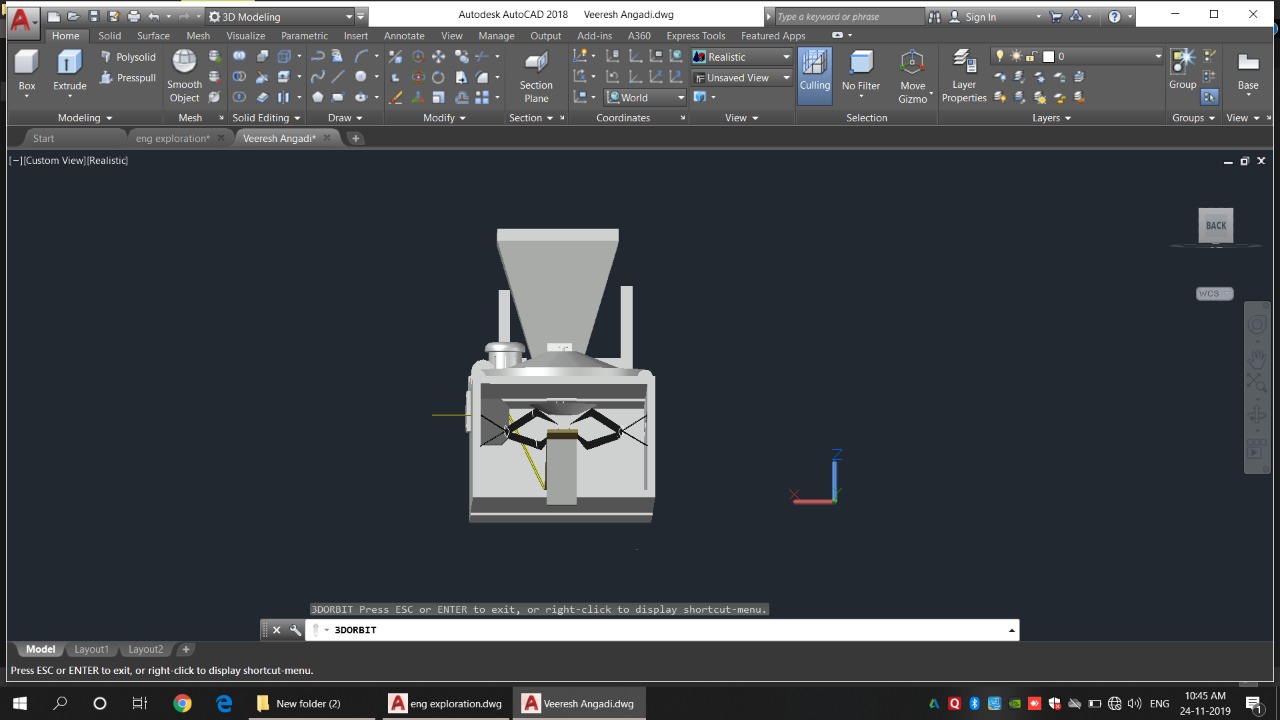 3D Modeling
Autodesk AutoCAD 2018 Veeresh Angadi.dwg
Type a keyword or phrase
Sign In
Home Solid Surface Mesh Visualize Parametric Insert Annotate View Manage Output Add-ins A360 Express Tools Featured Apps
Box
Extrude
Polysolid
Presspull
Smooth
Object
Section
Plane
Realistic
Unsaved View
World
Culling
No Filter
Move
Gizmo
Layer
Properties
0
Group
Base
Modeling Mesh Solid Editing Draw Modify Section Coordinates View Selection Layers Groups View
Start eng exploration* Veeresh Angadi*
[−][Custom View][Realistic]
BACK
WCS
Z
X
Y
3DORBIT Press ESC or ENTER to exit, or right-click to display shortcut-menu.
3DORBIT
Model Layout1 Layout2
Press ESC or ENTER to exit, or right-click to display shortcut-menu.
New folder (2)
eng exploration.dwg
Veeresh Angadi.dwg
ENG
10:45 AM
24-11-2019